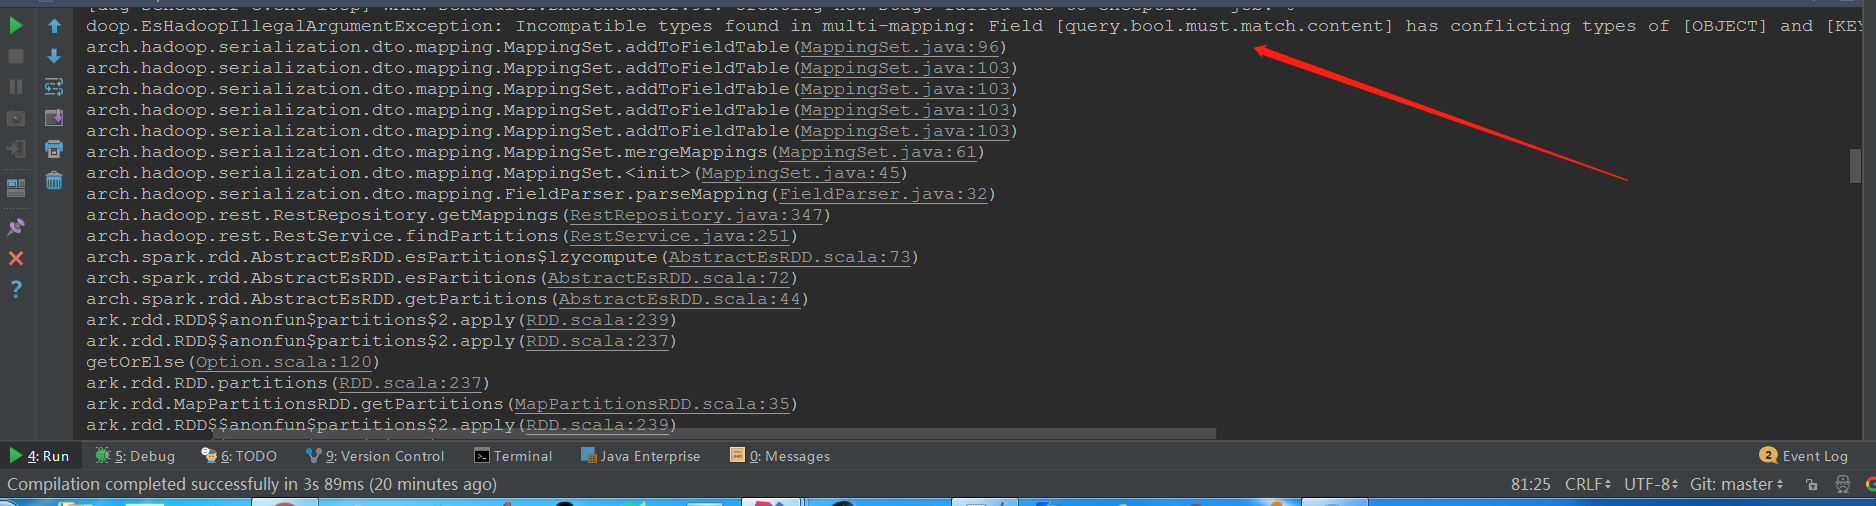 doop.EsHadoopIllegalArgumentException: Incompatible types found in multi-mapping: Field [query.bool.must.match.content] has conflicting types of [OBJECT] and [KEY
arch.hadoop.serialization.dto.mapping.MappingSet.addToFieldTable(MappingSet.java:96)
arch.hadoop.serialization.dto.mapping.MappingSet.addToFieldTable(MappingSet.java:103)
arch.hadoop.serialization.dto.mapping.MappingSet.addToFieldTable(MappingSet.java:103)
arch.hadoop.serialization.dto.mapping.MappingSet.addToFieldTable(MappingSet.java:103)
arch.hadoop.serialization.dto.mapping.MappingSet.addToFieldTable(MappingSet.java:103)
arch.hadoop.serialization.dto.mapping.MappingSet.mergeMappings(MappingSet.java:61)
arch.hadoop.serialization.dto.mapping.MappingSet.<init>(MappingSet.java:45)
arch.hadoop.serialization.dto.mapping.FieldParser.parseMapping(FieldParser.java:32)
arch.hadoop.rest.RestRepository.getMappings(RestRepository.java:347)
arch.hadoop.rest.RestService.findPartitions(RestService.java:251)
arch.spark.rdd.AbstractEsRDD.esPartitions$lzycompute(AbstractEsRDD.scala:73)
arch.spark.rdd.AbstractEsRDD.esPartitions(AbstractEsRDD.scala:72)
arch.spark.rdd.AbstractEsRDD.getPartitions(AbstractEsRDD.scala:44)
ark.rdd.RDD$$anonfun$partitions$2.apply(RDD.scala:239)
ark.rdd.RDD$$anonfun$partitions$2.apply(RDD.scala:237)
getOrElse(Option.scala:120)
ark.rdd.RDD.partitions(RDD.scala:237)
ark.rdd.MapPartitionsRDD.getPartitions(MapPartitionsRDD.scala:35)
ark.rdd.RDD$$anonfun$partitions$2.apply(RDD.scala:239)
4: Run 5: Debug 6: TODO 9: Version Control Terminal Java Enterprise 0: Messages 2 Event Log
Compilation completed successfully in 3s 89ms (20 minutes ago) 81:25 CRLF UTF-8 Git: master